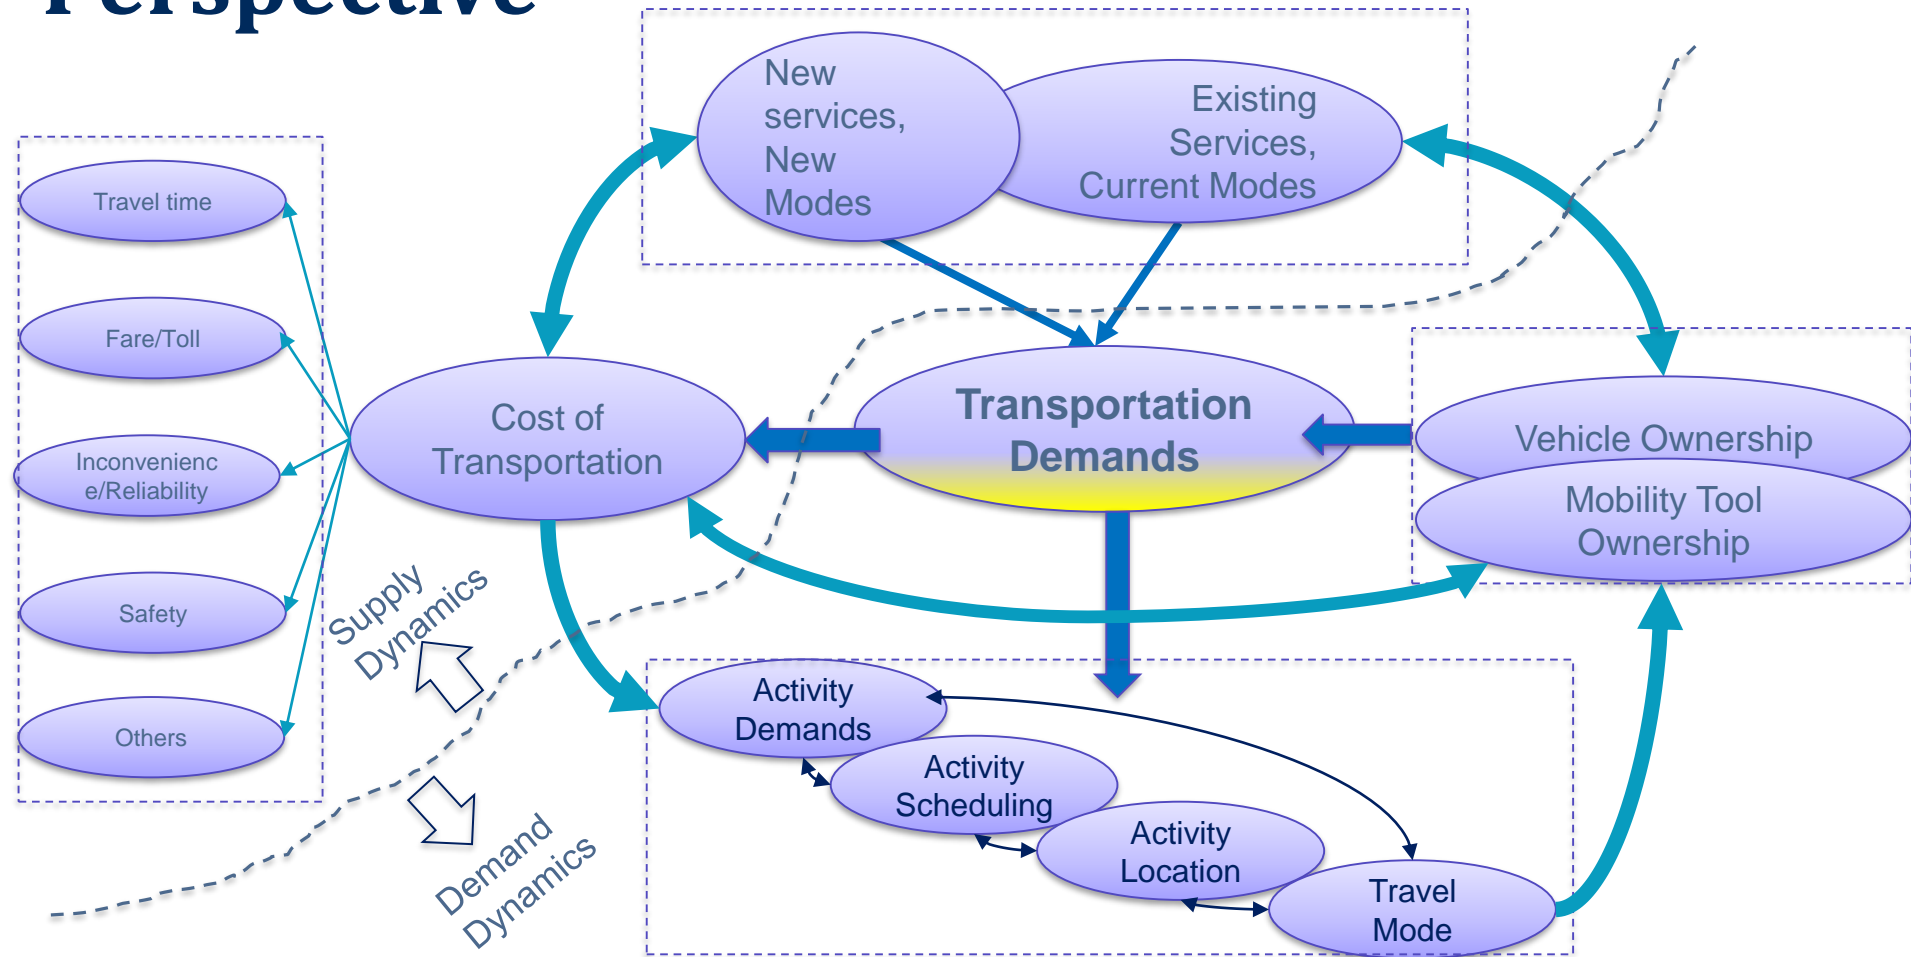 Perspective
New
services,
New
Modes
Existing
Services,
Current Modes
Travel time
Fare/Toll
Inconvenienc
e/Reliability
Safety
Others
Cost of
Transportation
Transportation
Demands
Vehicle Ownership
Mobility Tool
Ownership
Supply
Dynamics
Demand
Dynamics
Activity
Demands
Activity
Scheduling
Activity
Location
Travel
Mode